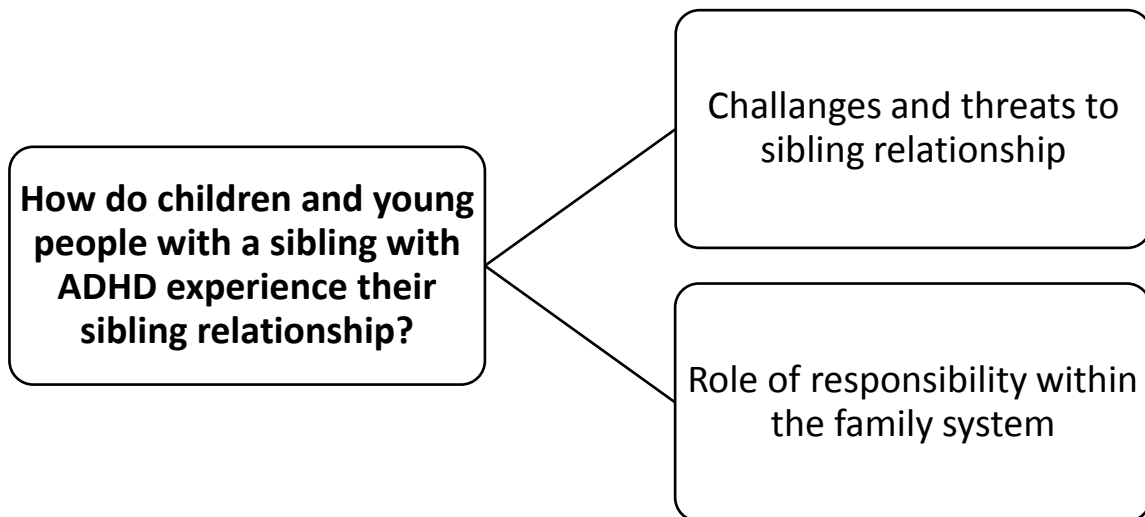 How do children and young
people with a sibling with
ADHD experience their
sibling relationship?
Challanges and threats to
sibling relationship
Role of responsibility within
the family system